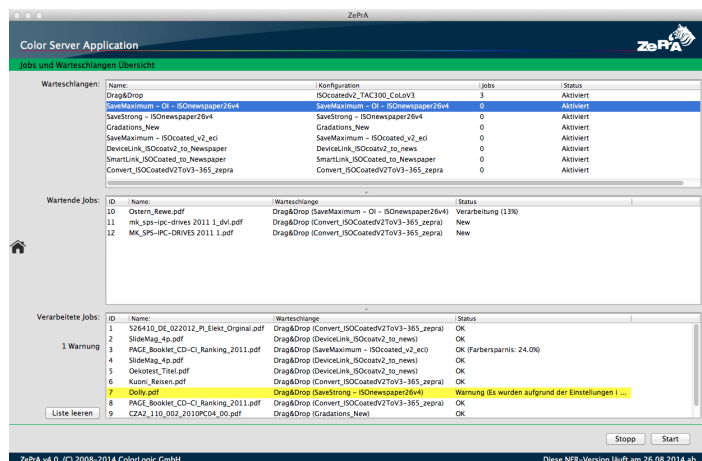 ZePrA
Color Server Application
ZePrA
Jobs und Warteschlangen Übersicht
Warteschlangen:
Name: Konfiguration Jobs Status
Drag&Drop ISOcoatedv2_TAC300_CoLoV3 3 Aktiviert
SaveMaximum - OI - ISOnewspaper26v4 SaveMaximum - OI - ISOnewspaper26v4 0 Aktiviert
SaveStrong - ISOnewspaper26v4 SaveStrong - ISOnewspaper26v4 0 Aktiviert
Gradations_New Gradations_New 0 Aktiviert
SaveMaximum - ISOcoated_v2_eci SaveMaximum - ISOcoated_v2_eci 0 Aktiviert
DeviceLink_ISOcoatv2_to_Newspaper DeviceLink_ISOcoatv2_to_news 0 Aktiviert
SmartLink_ISOCoated_to_Newspaper SmartLink_ISOCoated_to_Newspaper 0 Aktiviert
Convert_ISOCoatedV2ToV3-365_zepra Convert_ISOCoatedV2ToV3-365_zepra 0 Aktiviert
Wartende Jobs:
ID Name: Warteschlange Status
10 Ostern_Rewe.pdf Drag&Drop (SaveMaximum - OI - ISOnewspaper26v4) Verarbeitung (13%)
11 mk_sps-ipc-drives 2011 1_dvl.pdf Drag&Drop (Convert_ISOCoatedV2ToV3-365_zepra) New
12 MK_SPS-IPC-DRIVES 2011 1.pdf Drag&Drop (Convert_ISOCoatedV2ToV3-365_zepra) New
Verarbeitete Jobs:
1 Warnung
ID Name: Warteschlange Status
1 526410_DE_022012_PI_Elekt_Orginal.pdf Drag&Drop (Convert_ISOCoatedV2ToV3-365_zepra) OK
2 SlideMag_4p.pdf Drag&Drop (DeviceLink_ISOcoatv2_to_news) OK
3 PAGE_Booklet_CD-CI_Ranking_2011.pdf Drag&Drop (SaveMaximum - ISOcoated_v2_eci) OK (Farbersparnis: 24.0%)
4 SlideMag_4p.pdf Drag&Drop (DeviceLink_ISOcoatv2_to_news) OK
5 Oekotest_Titel.pdf Drag&Drop (DeviceLink_ISOcoatv2_to_news) OK
6 Kuoni_Reisen.pdf Drag&Drop (Convert_ISOCoatedV2ToV3-365_zepra) OK
7 Dolly.pdf Drag&Drop (SaveStrong - ISOnewspaper26v4) Warnung (Es wurden aufgrund der Einstellungen i ...
8 PAGE_Booklet_CD-CI_Ranking_2011.pdf Drag&Drop (Convert_ISOCoatedV2ToV3-365_zepra) OK
9 CZA2_110_002_2010PC04_00.pdf Drag&Drop (Gradations_New) OK
Liste leeren
Stopp Start
ZePrA v4.0, (C) 2008-2014 ColorLogic GmbH Diese NFR-Version läuft am 26.08.2014 ab